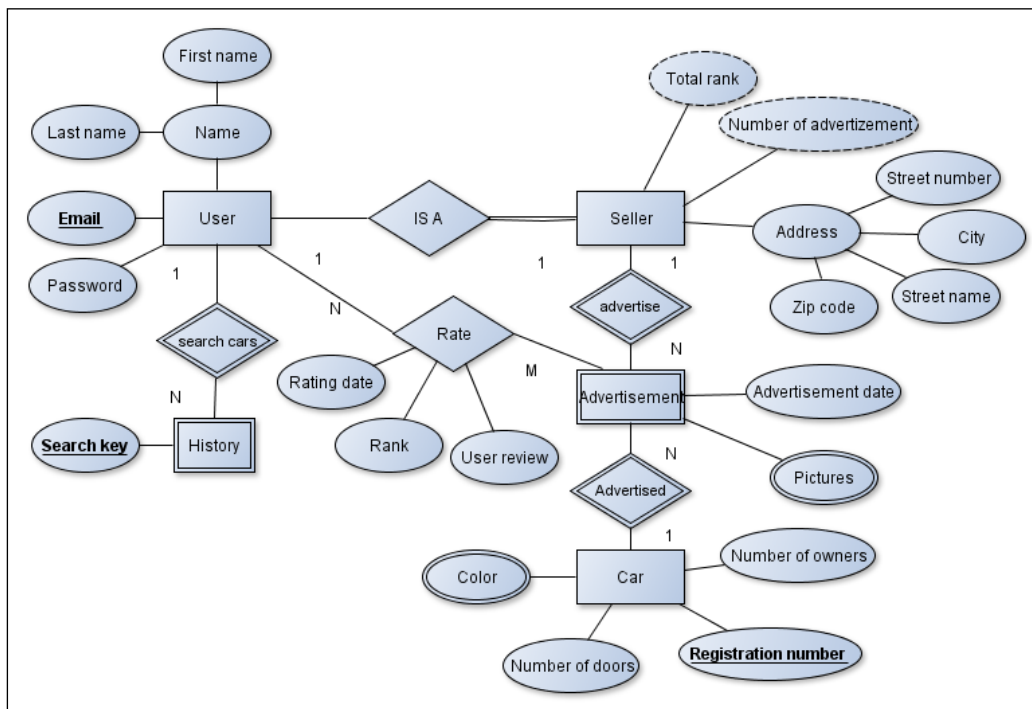 First name
Total rank
Last name
Name
Number of advertizement
Street number
Email
User
IS A
Seller
Address
City
Password
1
1
1
1
Zip code
Street name
N
advertise
search cars
Rate
N
Rating date
M
Advertisement
Advertisement date
N
Search key
History
Rank
User review
N
Pictures
Advertised
1
Number of owners
Color
Car
Number of doors
Registration number